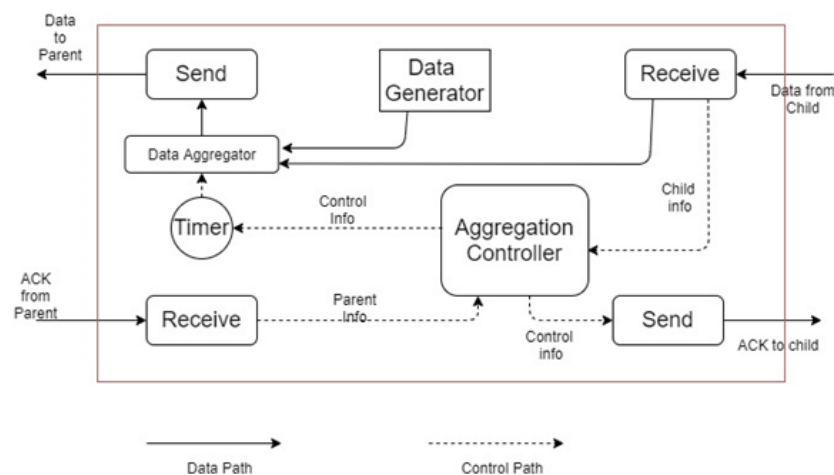 Data
to
Parent
Send
Data
Generator
Receive
Data from
Child
Data Aggregator
Child
info
Control
Info
Timer
Aggregation
Controller
ACK
from
Parent
Receive
Parent
Info
Control
info
Send
ACK to child
Data Path
Control Path